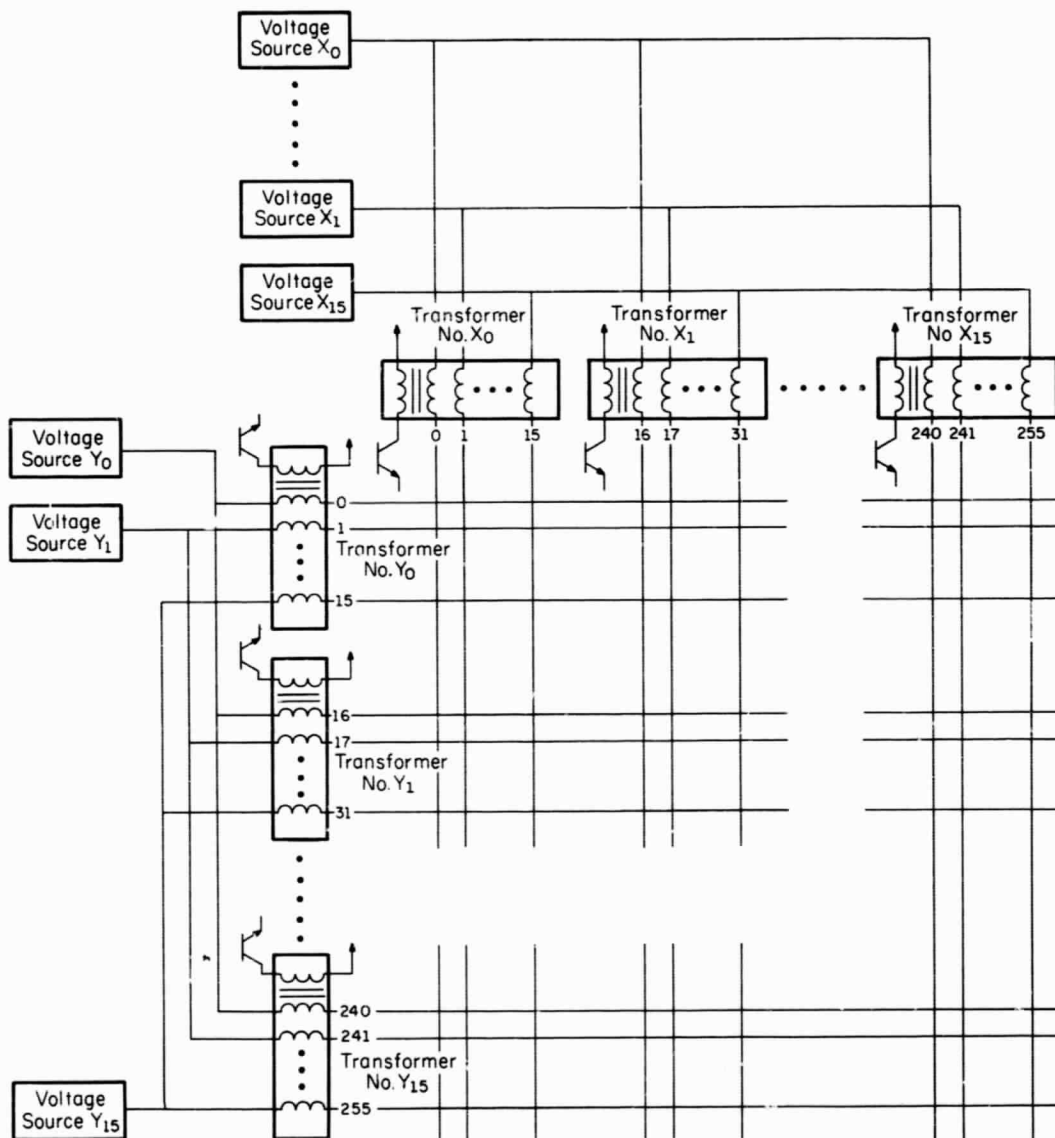 Voltage
Source X0
Voltage
Source X1
Voltage
Source X15
Transformer
No. X0
Transformer
No. X1
Transformer
No X15
0 1 15
16 17 31
240 241 255
Voltage
Source Y0
Voltage
Source Y1
0
1
Transformer
No. Y0
15
16
17
Transformer
No. Y1
31
240
241
Transformer
No. Y15
255
Voltage
Source Y15